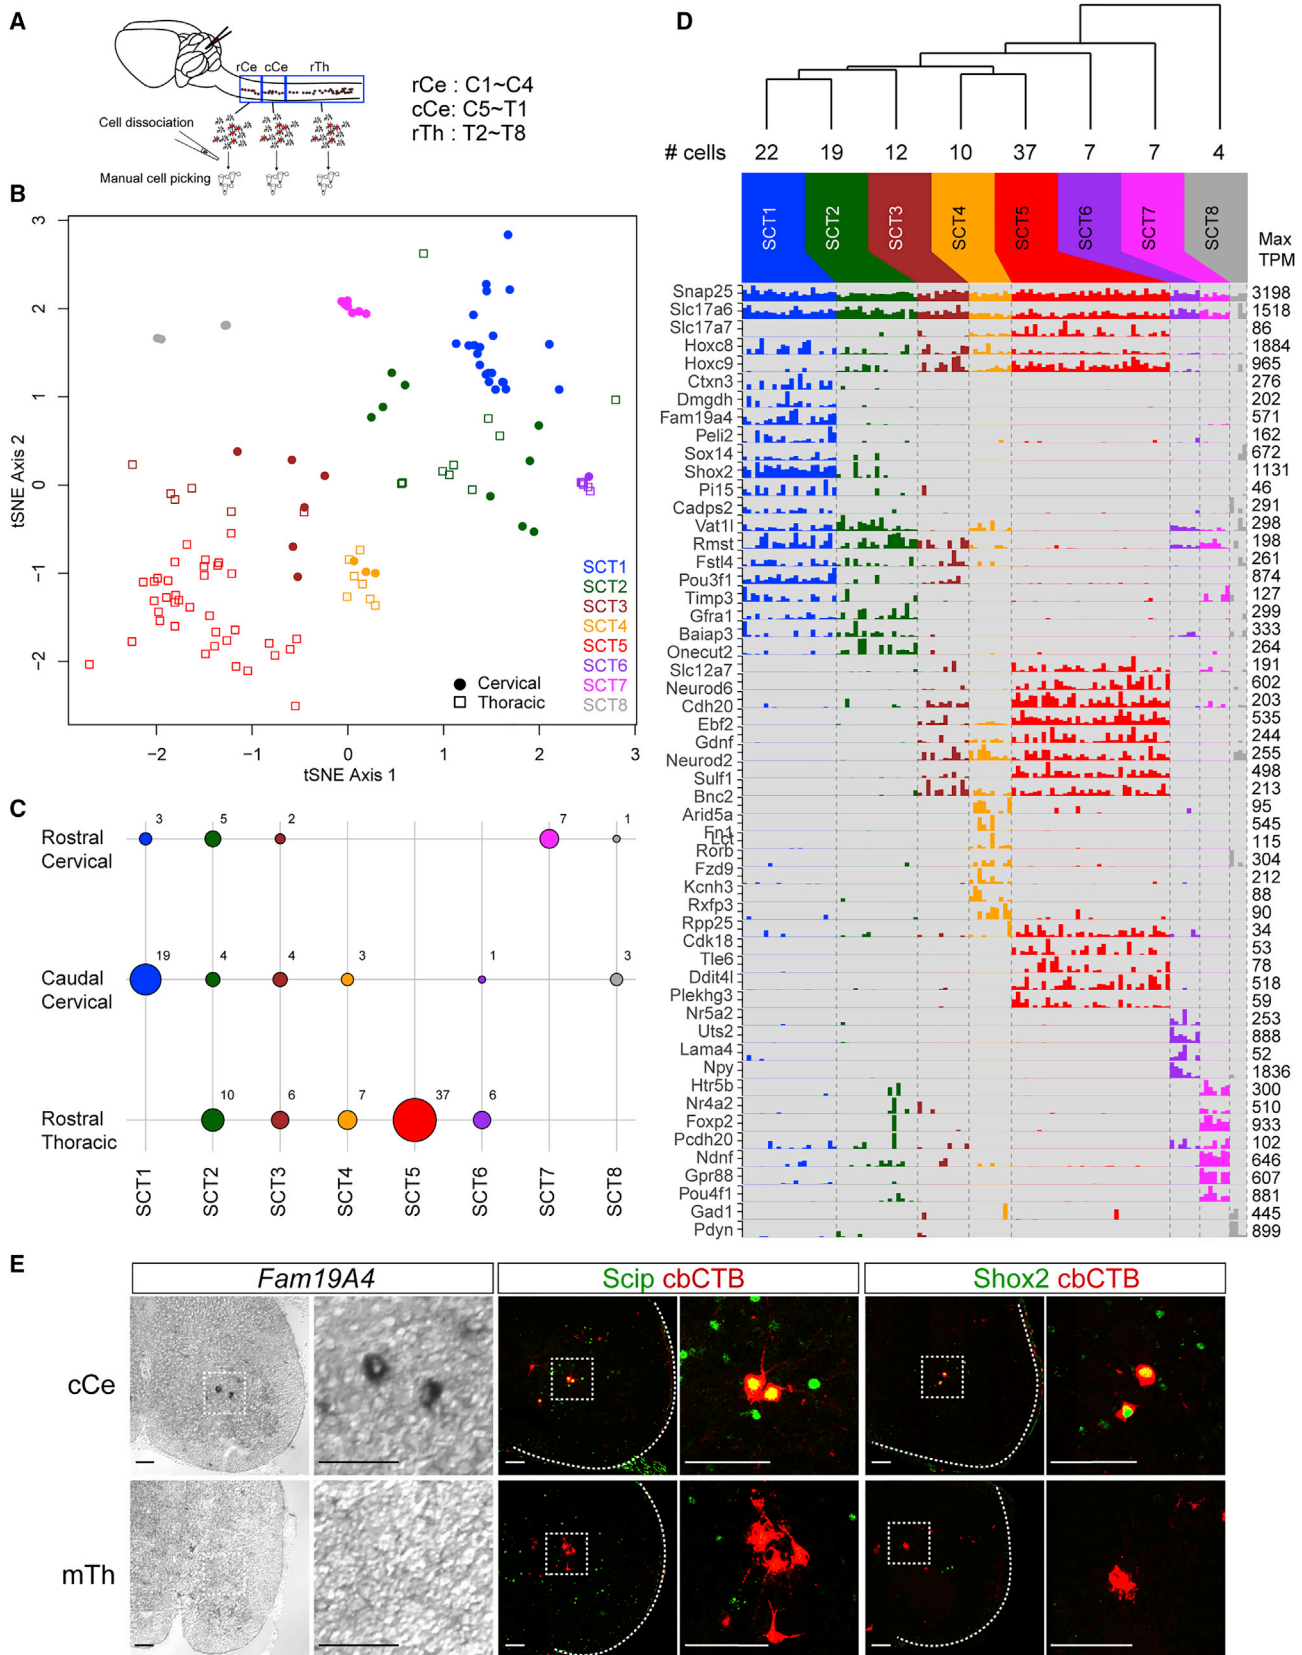 A
rCe cCe rTh
Cell dissociation
Manual cell picking
rCe : C1~C4
cCe: C5~T1
rTh : T2~T8
B
3
2
1
0
−1
−2
tSNE Axis 2
−2 −1 0 1 2 3
tSNE Axis 1
Cervical
Thoracic
SCT1
SCT2
SCT3
SCT4
SCT5
SCT6
SCT7
SCT8
C
Rostral
Cervical
3 5 2 7 1
Caudal
Cervical
19 4 4 3 1 3
Rostral
Thoracic
10 6 7 37 6
SCT1 SCT2 SCT3 SCT4 SCT5 SCT6 SCT7 SCT8
D
# cells 22 19 12 10 37 7 7 4
SCT1 SCT2 SCT3 SCT4 SCT5 SCT6 SCT7 SCT8
Max
TPM
Snap25 3198
Slc17a6 1518
Slc17a7 86
Hoxc8 1884
Hoxc9 965
Ctxn3 276
Dmgdh 202
Fam19a4 571
Peli2 162
Sox14 672
Shox2 1131
Pi15 46
Cadps2 291
Vat1l 298
Rmst 198
Fstl4 261
Pou3f1 874
Timp3 127
Gfra1 299
Baiap3 333
Onecut2 264
Slc12a7 191
Neurod6 602
Cdh20 203
Ebf2 535
Gdnf 244
Neurod2 255
Sulf1 498
Bnc2 213
Arid5a 95
Fn1 545
Lct 115
Rorb 304
Fzd9 212
Kcnh3 88
Rxfp3 90
Rpp25 34
Cdk18 53
Tle6 78
Ddit4l 518
Plekhg3 59
Nr5a2 253
Uts2 888
Lama4 52
Npy 1836
Htr5b 300
Nr4a2 510
Foxp2 933
Pcdh20 102
Ndnf 646
Gpr88 607
Pou4f1 881
Gad1 445
Pdyn 899
E
Fam19A4
Scip cbCTB
Shox2 cbCTB
cCe
mTh